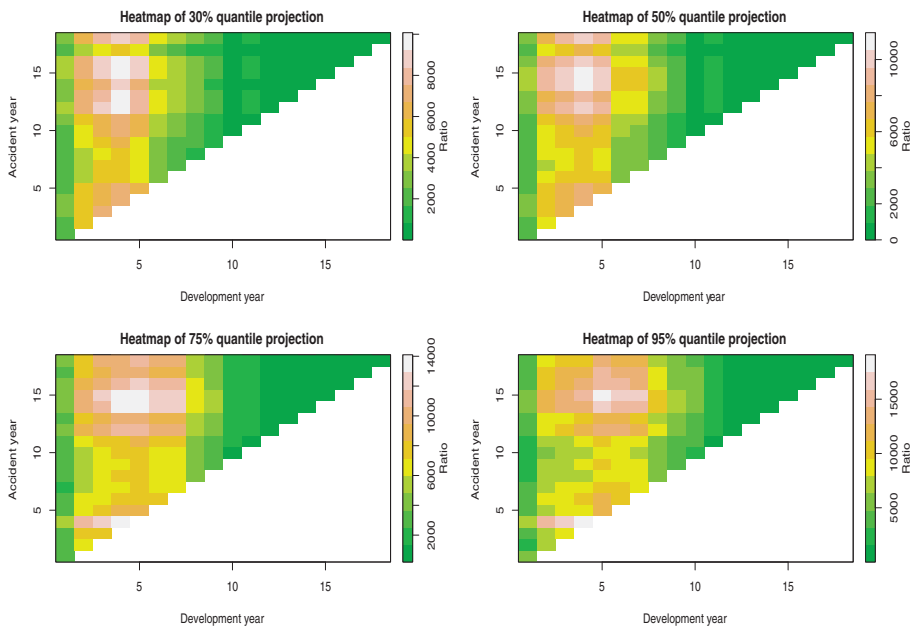 Heatmap of 30% quantile projection
Accident year
5
10
15
5
10
15
Development year
2000
4000
6000
8000
Ratio
Heatmap of 50% quantile projection
Accident year
5
10
15
5
10
15
Development year
0
2000
4000
6000
10000
Ratio
Heatmap of 75% quantile projection
Accident year
5
10
15
5
10
15
Development year
2000
6000
10000
14000
Ratio
Heatmap of 95% quantile projection
Accident year
5
10
15
5
10
15
Development year
5000
10000
15000
Ratio